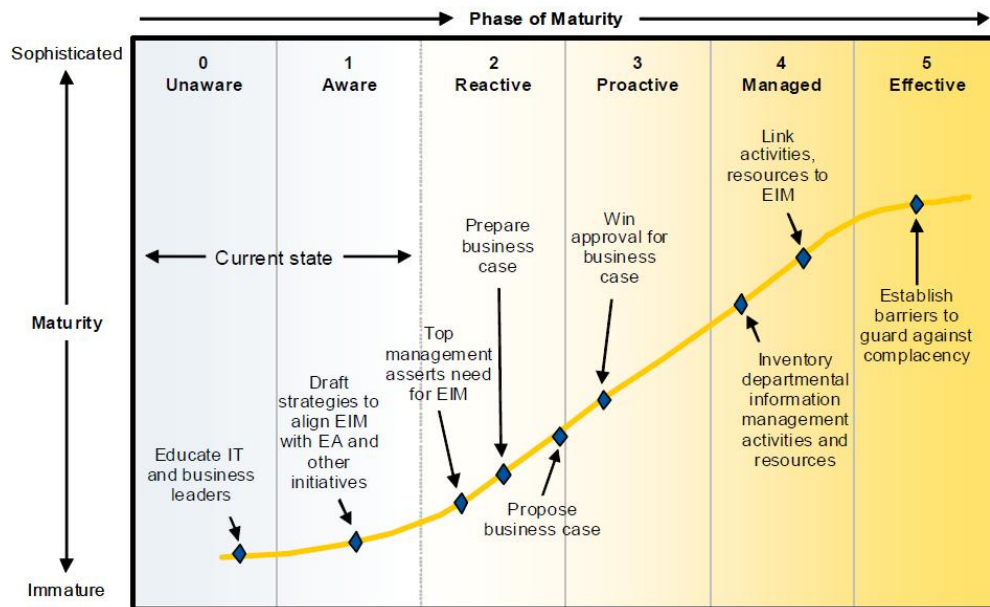 Phase of Maturity
Sophisticated
Maturity
Immature
0
Unaware
1
Aware
2
Reactive
3
Proactive
4
Managed
5
Effective
Current state
Educate IT
and business
leaders
Draft
strategies to
align EIM
with EA and
other
initiatives
Top
management
asserts need
for EIM
Prepare
business
case
Propose
business case
Win
approval for
business
case
Inventory
departmental
information
management
activities and
resources
Link
activities,
resources to
EIM
Establish
barriers to
guard against
complacency